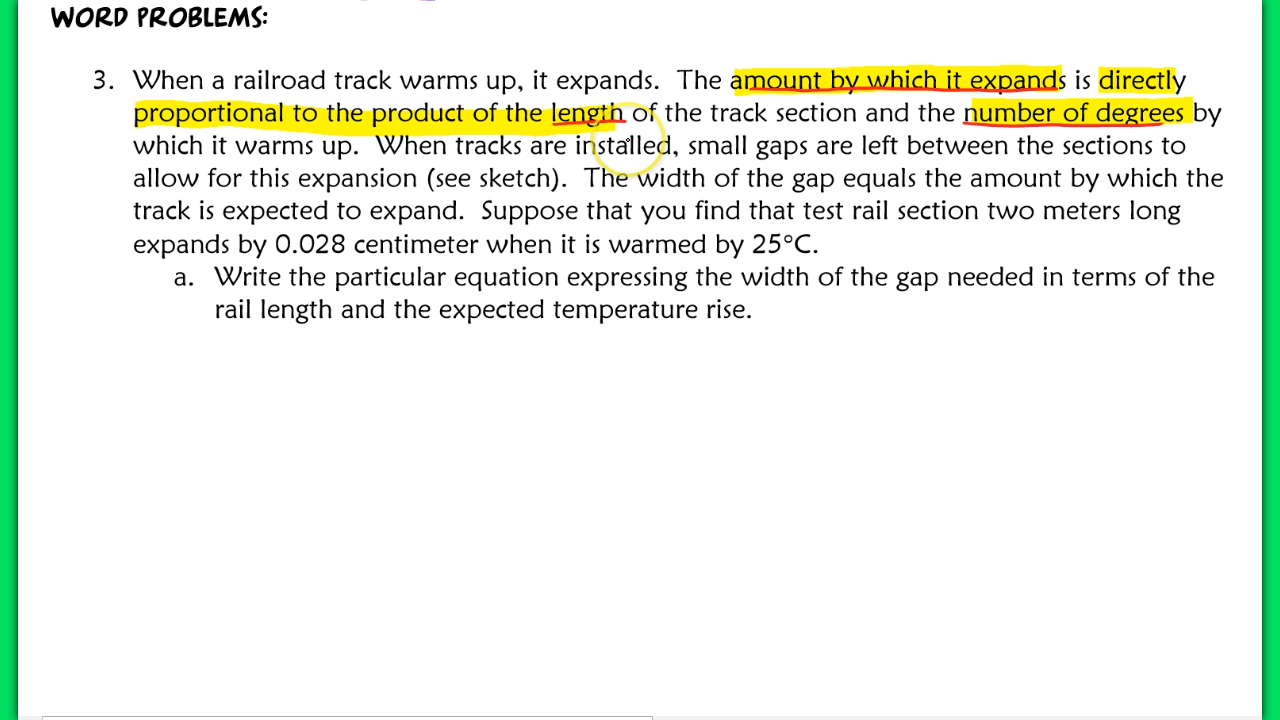 WORD PROBLEMS:
3. When a railroad track warms up, it expands. The amount by which it expands is directly
proportional to the product of the length of the track section and the number of degrees by
which it warms up. When tracks are installed, small gaps are left between the sections to
allow for this expansion (see sketch). The width of the gap equals the amount by which the
track is expected to expand. Suppose that you find that test rail section two meters long
expands by 0.028 centimeter when it is warmed by 25°C.
a. Write the particular equation expressing the width of the gap needed in terms of the
rail length and the expected temperature rise.